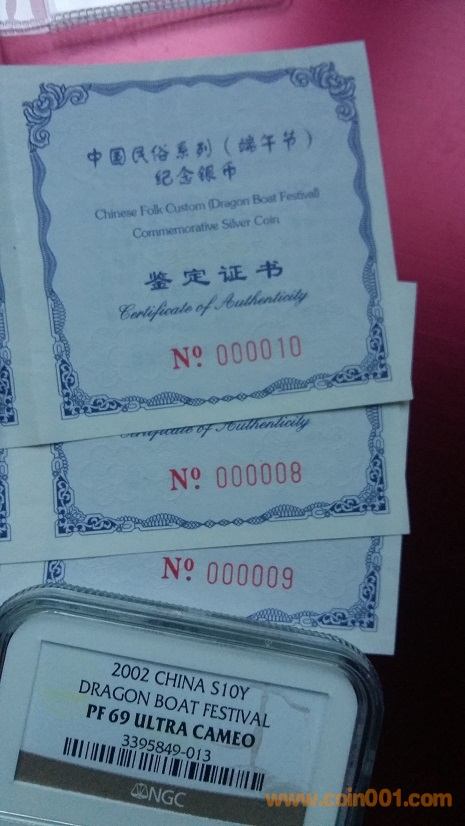 中国民俗系列（端午节）
纪念银币
Chinese Folk Custom (Dragon Boat Festival)
Commemorative Silver Coin
鉴定证书
Certificate of Authenticity
Nº 000010
Certificate of Authenticity
Nº 000008
Nº 000009
2002 CHINA S10Y
DRAGON BOAT FESTIVAL
PF 69 ULTRA CAMEO
3395849-013
NGC
www.coin001.com